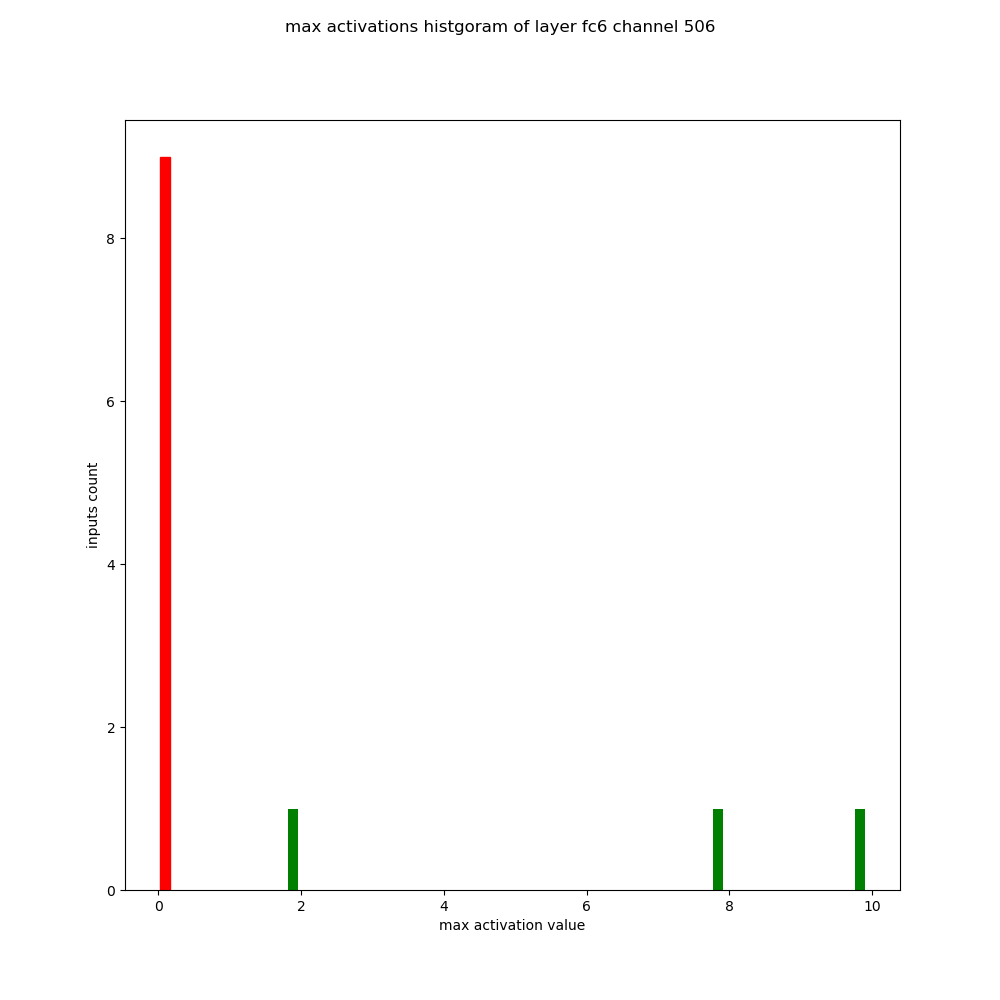 max activations histgoram of layer fc6 channel 506
8
6
4
2
0
inputs count
0 2 4 6 8 10
max activation value